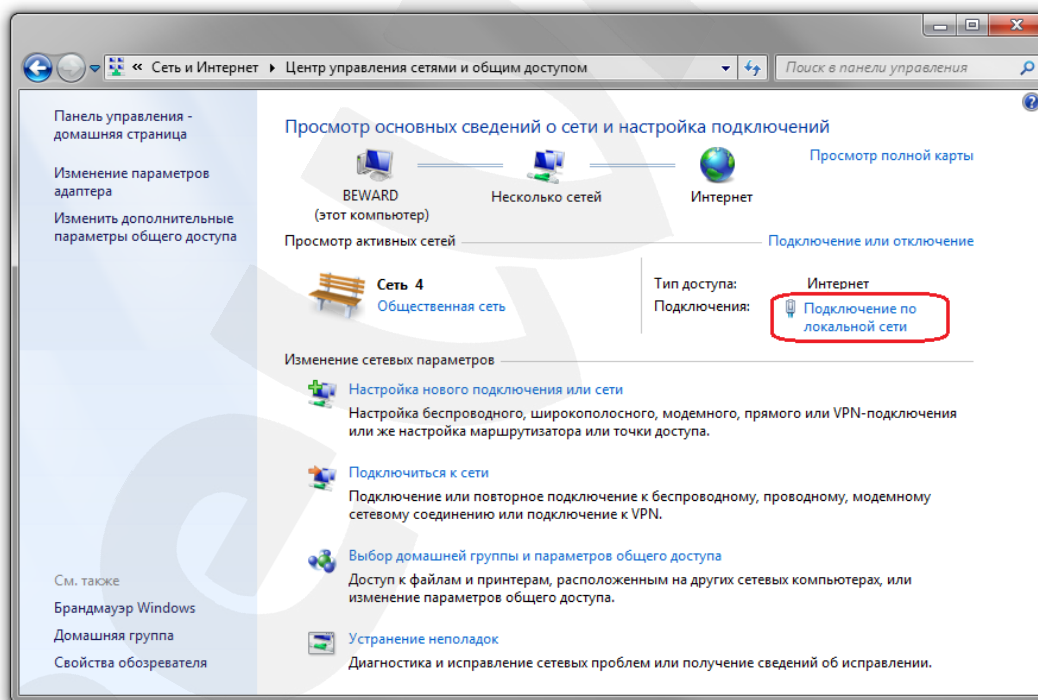 « Сеть и Интернет ▸ Центр управления сетями и общим доступом
Поиск в панели управления
Панель управления -
домашняя страница
Изменение параметров
адаптера
Изменить дополнительные
параметры общего доступа
См. также
Брандмауэр Windows
Домашняя группа
Свойства обозревателя
Просмотр основных сведений о сети и настройка подключений
Просмотр полной карты
BEWARD
(этот компьютер)
Несколько сетей
Интернет
Просмотр активных сетей
Подключение или отключение
Сеть 4
Общественная сеть
Тип доступа: Интернет
Подключения: Подключение по
локальной сети
Изменение сетевых параметров
Настройка нового подключения или сети
Настройка беспроводного, широкополосного, модемного, прямого или VPN-подключения
или же настройка маршрутизатора или точки доступа.
Подключиться к сети
Подключение или повторное подключение к беспроводному, проводному, модемному
сетевому соединению или подключение к VPN.
Выбор домашней группы и параметров общего доступа
Доступ к файлам и принтерам, расположенным на других сетевых компьютерах, или
изменение параметров общего доступа.
Устранение неполадок
Диагностика и исправление сетевых проблем или получение сведений об исправлении.